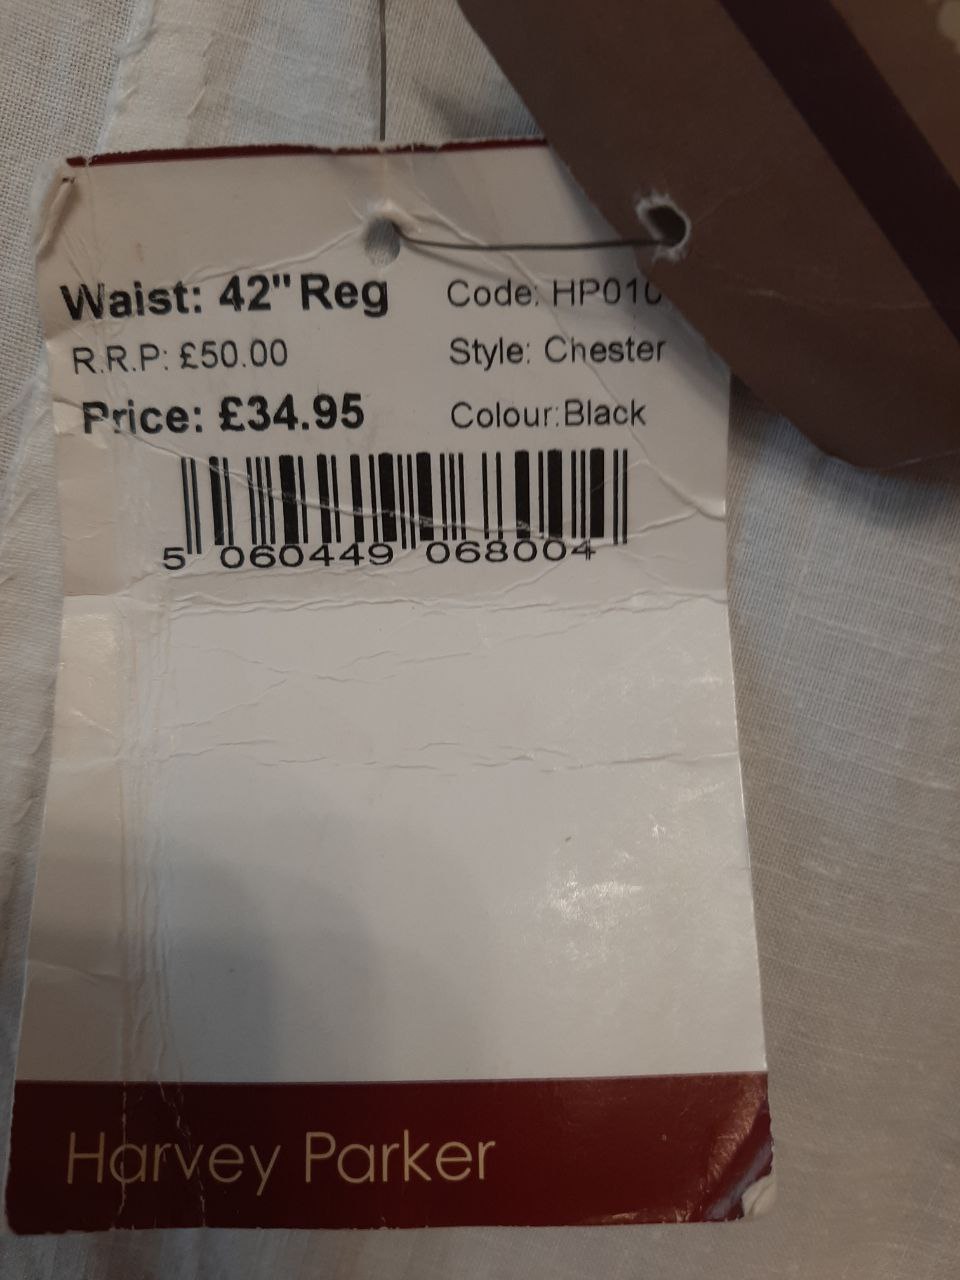 Waist: 42" Reg
R.R.P: £50.00
Price: £34.95
Code: HP010
Style: Chester
Colour:Black
5 060449 068004
Harvey Parker